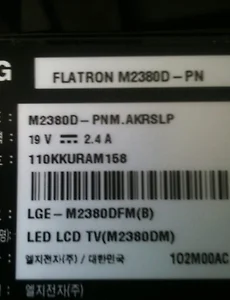 G
FLATRON M2380D-PN
: M2380D-PNM.AKRSLP
: 19 V ⎓ 2.4 A
: 110KKURAM158
: LGE-M2380DFM(B)
명): LED LCD TV(M2380DM)
: 엘지전자(주) / 대한민국 102M00AC
엘지전자(주)